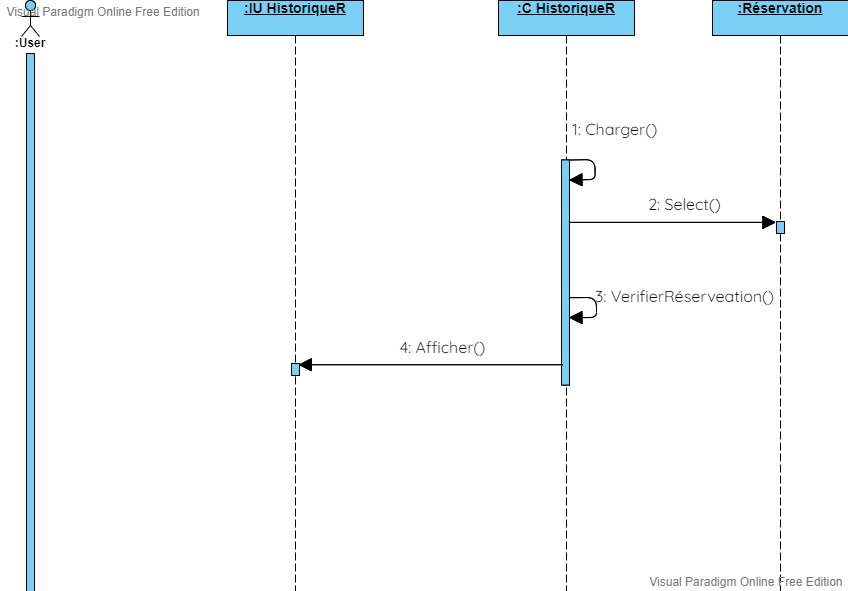 Visual Paradigm Online Free Edition
:User
:IU HistoriqueR
:C HistoriqueR
:Réservation
1: Charger()
2: Select()
3: VerifierRéserveation()
4: Afficher()
Visual Paradigm Online Free Edition